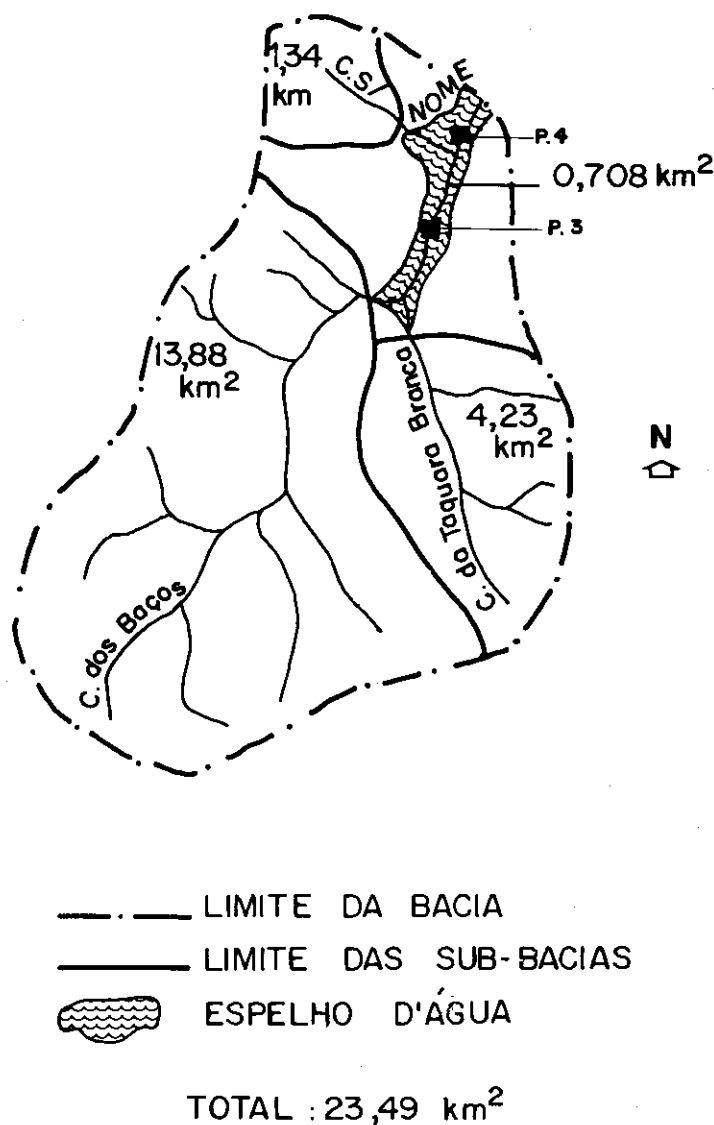 1,34
km
C.S/NOME
P.4
0,708 km²
P.3
13,88
km²
C. da Taquara Branca
4,23
km²
N
C. dos Baços
LIMITE DA BACIA
LIMITE DAS SUB-BACIAS
ESPELHO D'ÁGUA
TOTAL : 23,49 km²